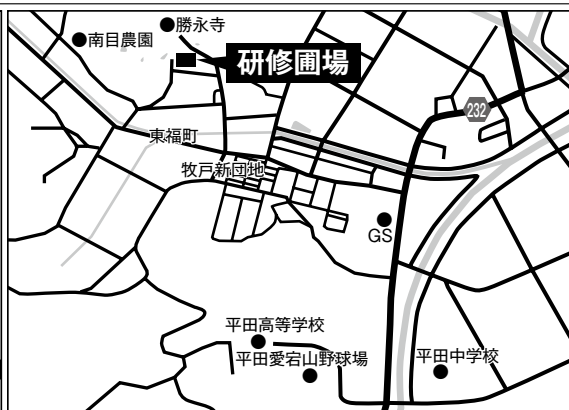 勝永寺
南目農園
研修圃場
232
東福町
牧戸新団地
GS
平田高等学校
平田愛宕山野球場
平田中学校